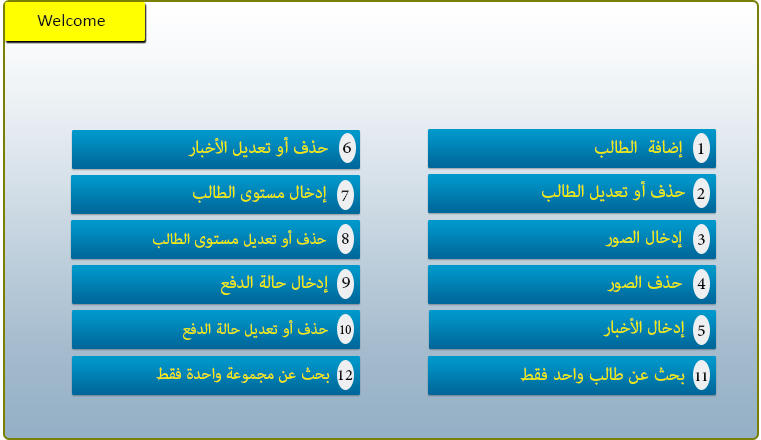 Welcome
1 إضافة الطالب
2 حذف أو تعديل الطالب
3 إدخال الصور
4 حذف الصور
5 إدخال الأخبار
11 بحث عن طالب واحد فقط
6 حذف أو تعديل الأخبار
7 إدخال مستوى الطالب
8 حذف أو تعديل مستوى الطالب
9 إدخال حالة الدفع
10 حذف أو تعديل حالة الدفع
12 بحث عن مجموعة واحدة فقط